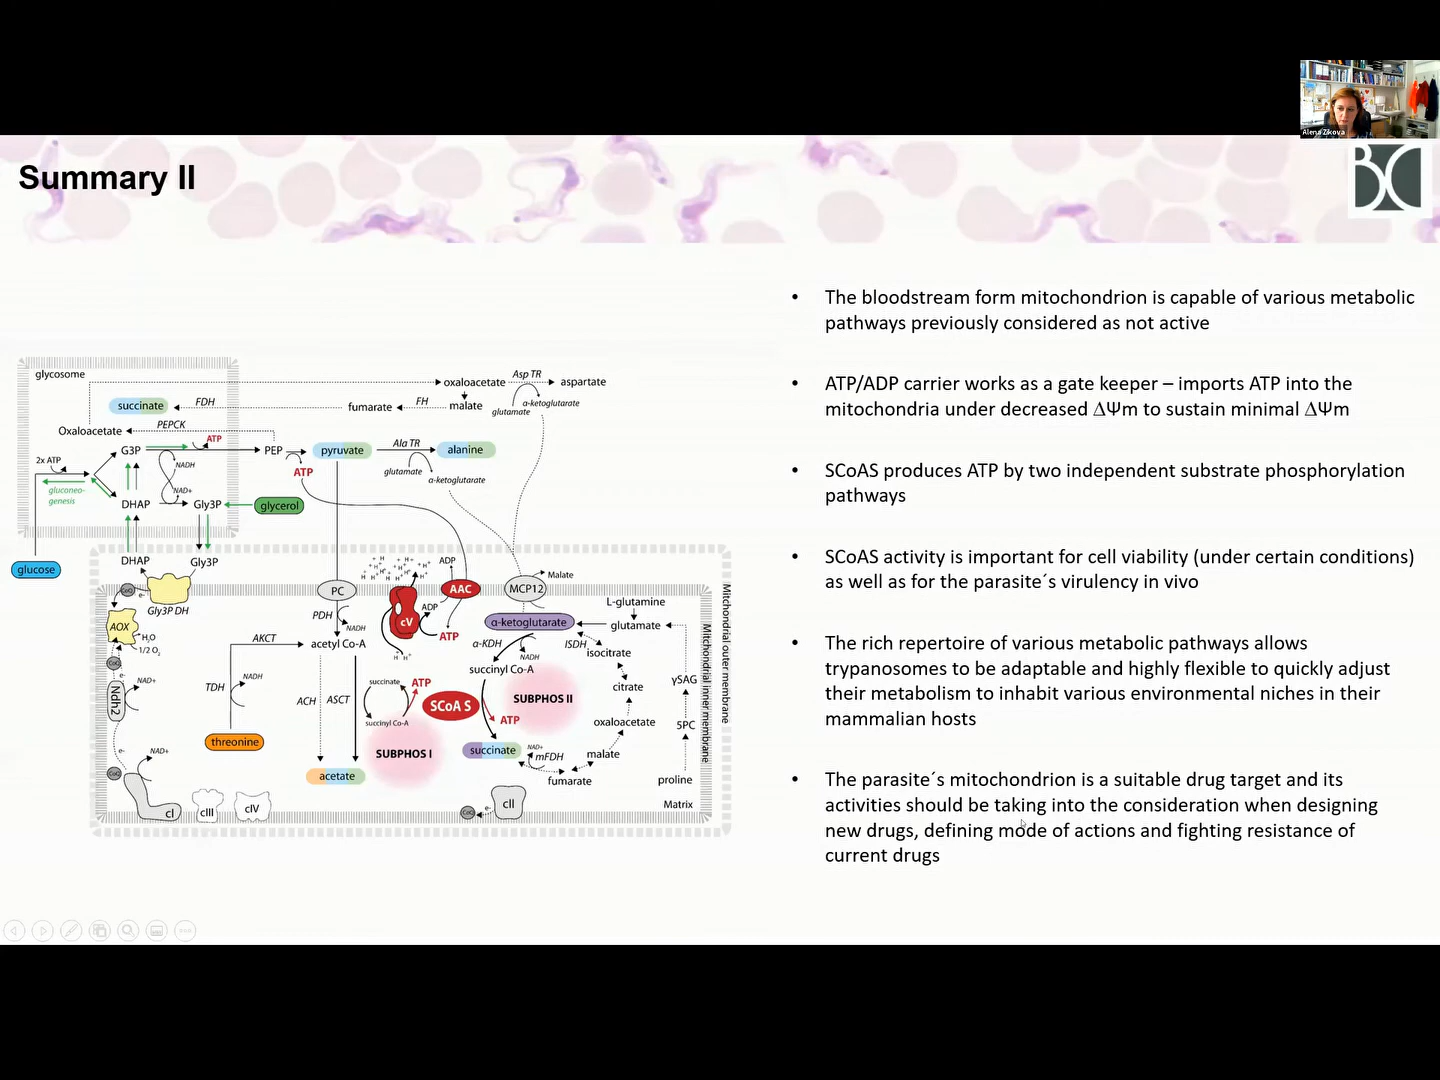 Alena Zikova
Summary II
The bloodstream form mitochondrion is capable of various metabolic
pathways previously considered as not active
ATP/ADP carrier works as a gate keeper – imports ATP into the
mitochondria under decreased ΔΨm to sustain minimal ΔΨm
SCoAS produces ATP by two independent substrate phosphorylation
pathways
SCoAS activity is important for cell viability (under certain conditions)
as well as for the parasite´s virulency in vivo
The rich repertoire of various metabolic pathways allows
trypanosomes to be adaptable and highly flexible to quickly adjust
their metabolism to inhabit various environmental niches in their
mammalian hosts
The parasite´s mitochondrion is a suitable drug target and its
activities should be taking into the consideration when designing
new drugs, defining mode of actions and fighting resistance of
current drugs
glycosome
oxaloacetate
Asp TR
aspartate
glutamate
α-ketoglutarate
succinate
FDH
fumarate
FH
malate
Oxaloacetate
PEPCK
G3P
ATP
PEP
pyruvate
Ala TR
alanine
2x ATP
NADH
ATP
glutamate
α-ketoglutarate
gluconeo-
genesis
NAD+
DHAP
Gly3P
glycerol
glucose
DHAP
Gly3P
ADP
Malate
CoQ
e-
Gly3P DH
PC
AAC
MCP12
L-glutamine
AOX
H₂O
1/2 O₂
PDH
NADH
cV
ADP
ATP
α-ketoglutarate
glutamate
AKCT
acetyl Co-A
H+
H+
α-KDH
NADH
ISDH
isocitrate
CoQ
e-
succinyl Co-A
Ndh2
NAD+
TDH
NADH
ACH
ASCT
succinate
ATP
SCoA S
SUBPHOS II
citrate
γSAG
succinyl Co-A
ATP
oxaloacetate
5PC
threonine
SUBPHOS I
succinate
NAD+
mFDH
malate
e-
NAD+
CoQ
acetate
fumarate
proline
cI
cIII
cIV
CoQ
e-
cII
Matrix
Mitochondrial outer membrane
Mitochondrial inner membrane